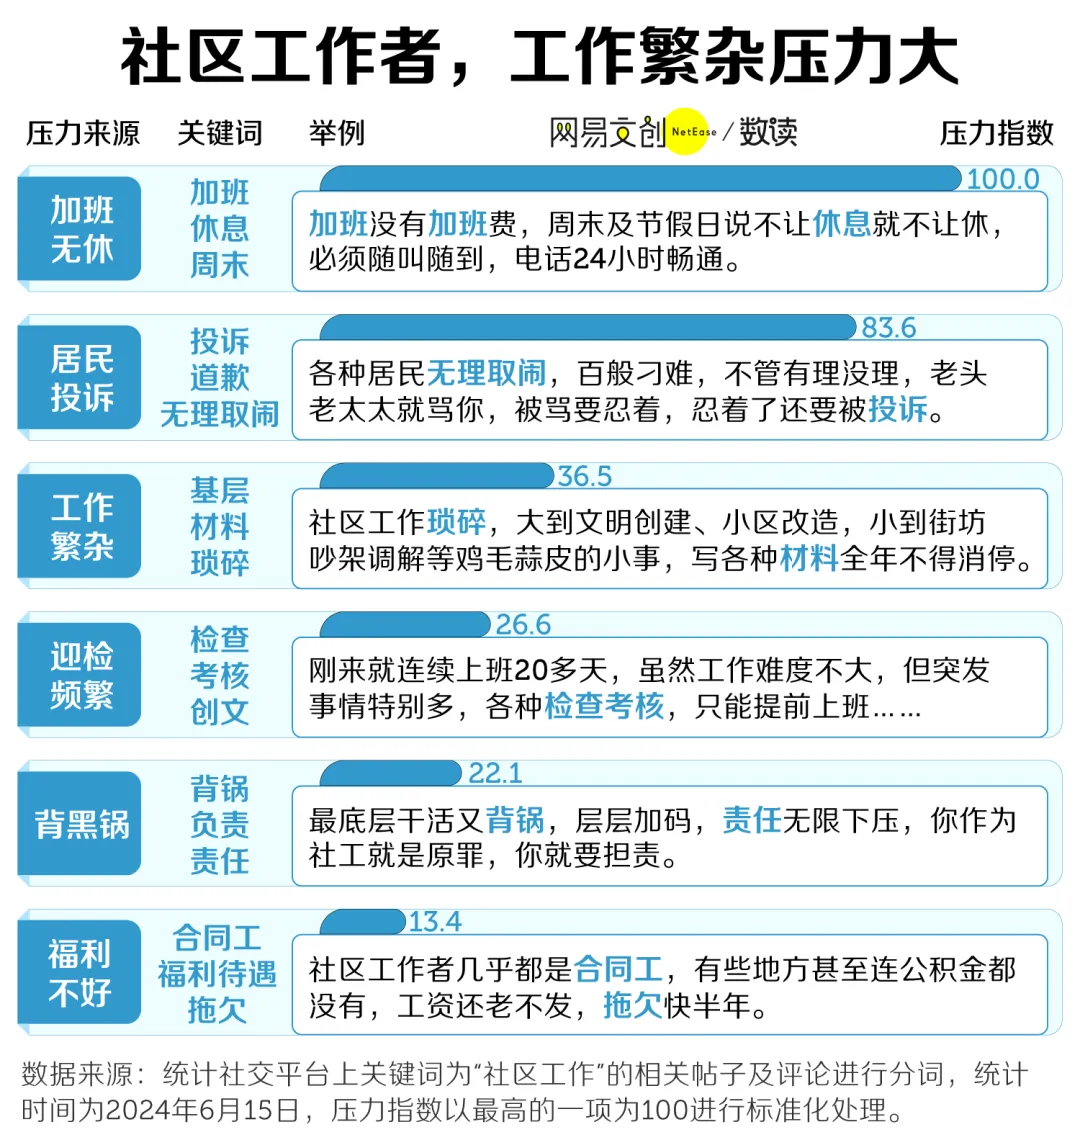 社区工作者，工作繁杂压力大
压力来源 关键词 举例 网易文创 NetEase / 数读 压力指数
加班
无休
加班
休息
周末
100.0
加班没有加班费，周末及节假日说不让休息就不让休，
必须随叫随到，电话24小时畅通。
居民
投诉
投诉
道歉
无理取闹
83.6
各种居民无理取闹，百般刁难，不管有理没理，老头
老太太就骂你，被骂要忍着，忍着了还要被投诉。
工作
繁杂
基层
材料
琐碎
36.5
社区工作琐碎，大到文明创建、小区改造，小到街坊
吵架调解等鸡毛蒜皮的小事，写各种材料全年不得消停。
迎检
频繁
检查
考核
创文
26.6
刚来就连续上班20多天，虽然工作难度不大，但突发
事情特别多，各种检查考核，只能提前上班……
背黑锅
背锅
负责
责任
22.1
最底层干活又背锅，层层加码，责任无限下压，你作为
社工就是原罪，你就要担责。
福利
不好
合同工
福利待遇
拖欠
13.4
社区工作者几乎都是合同工，有些地方甚至连公积金都
没有，工资还老不发，拖欠快半年。
数据来源：统计社交平台上关键词为“社区工作”的相关帖子及评论进行分词，统计
时间为2024年6月15日，压力指数以最高的一项为100进行标准化处理。